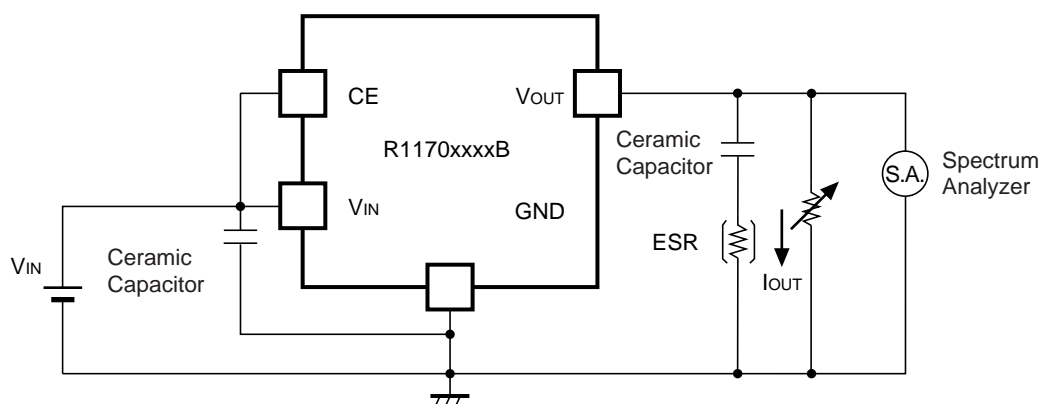 CE
VOUT
R1170xxxxB
VIN
GND
Ceramic
Capacitor
ESR
IOUT
S.A.
Spectrum
Analyzer
VIN
Ceramic
Capacitor